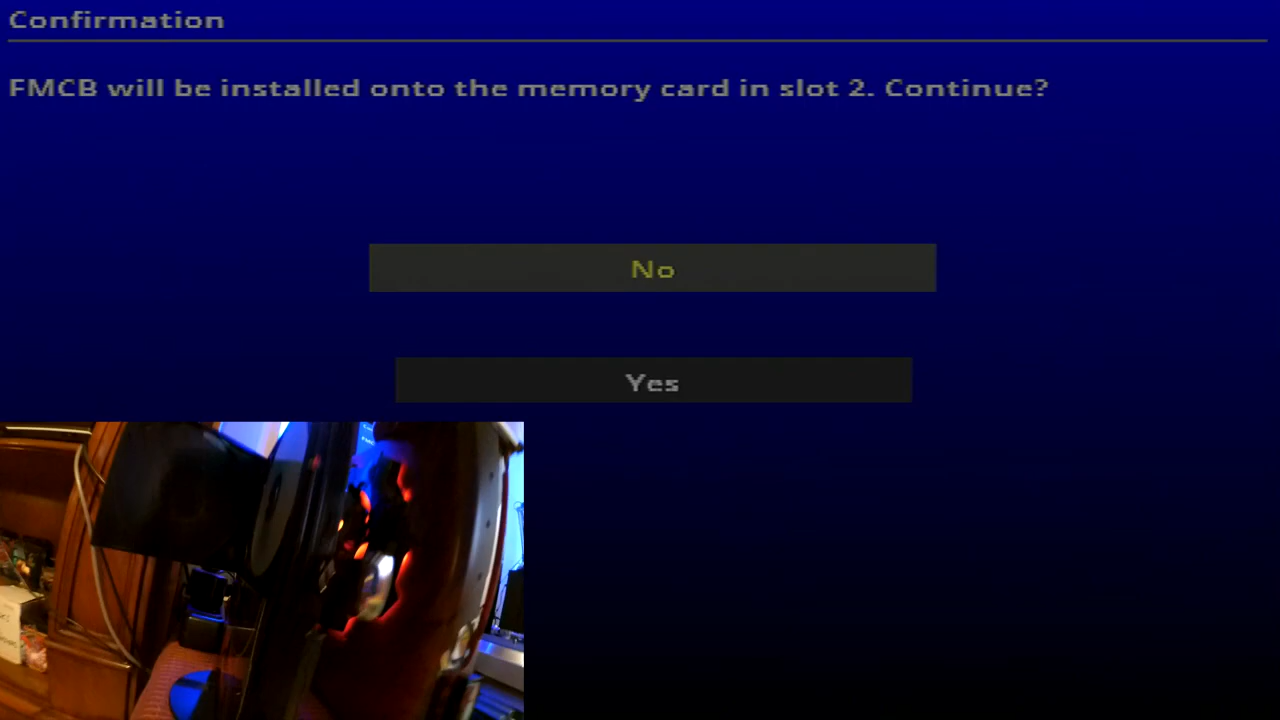 Confirmation
FMCB will be installed onto the memory card in slot 2. Continue?
No
Yes